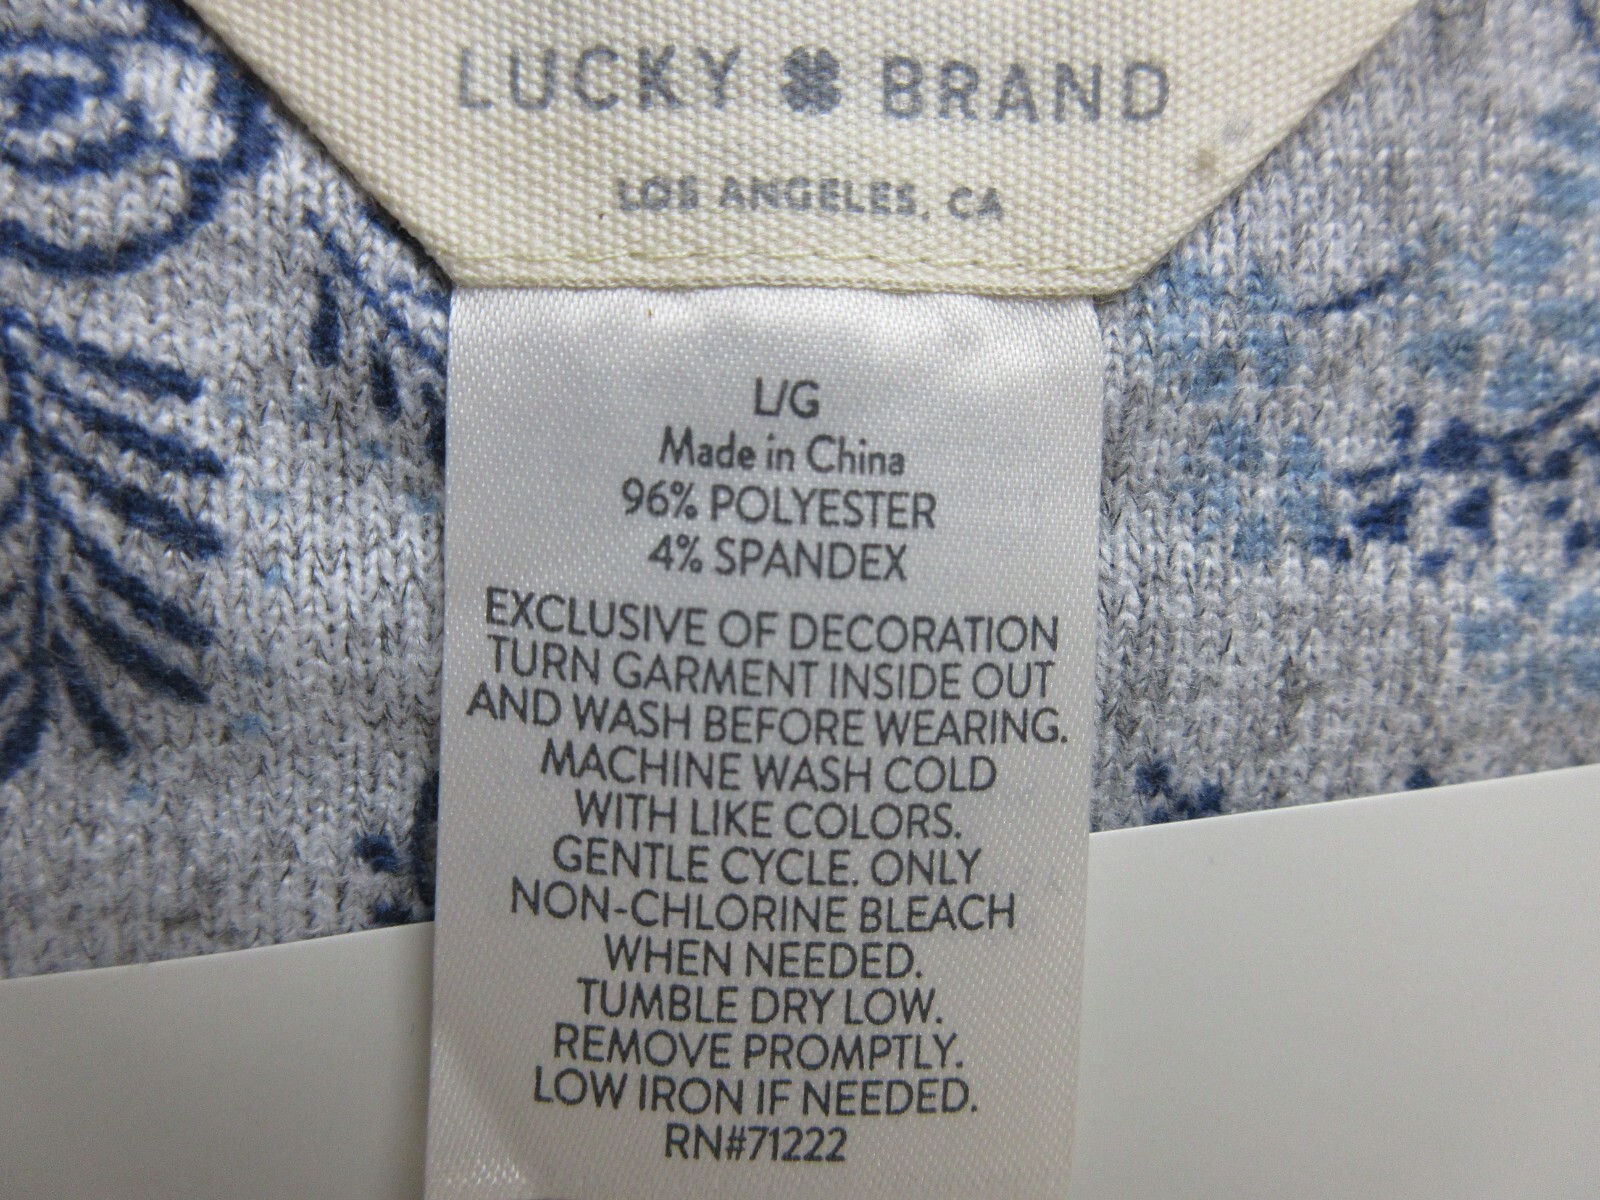 LUCKY BRAND
LOS ANGELES, CA
L/G
Made in China
96% POLYESTER
4% SPANDEX
EXCLUSIVE OF DECORATION
TURN GARMENT INSIDE OUT
AND WASH BEFORE WEARING.
MACHINE WASH COLD
WITH LIKE COLORS.
GENTLE CYCLE. ONLY
NON-CHLORINE BLEACH
WHEN NEEDED.
TUMBLE DRY LOW.
REMOVE PROMPTLY.
LOW IRON IF NEEDED.
RN#71222